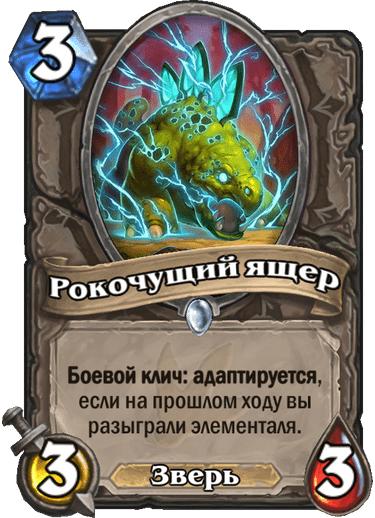 3
Рокочущий ящер
Боевой клич: адаптируется,
если на прошлом ходу вы
разыграли элементаля.
3
Зверь
3